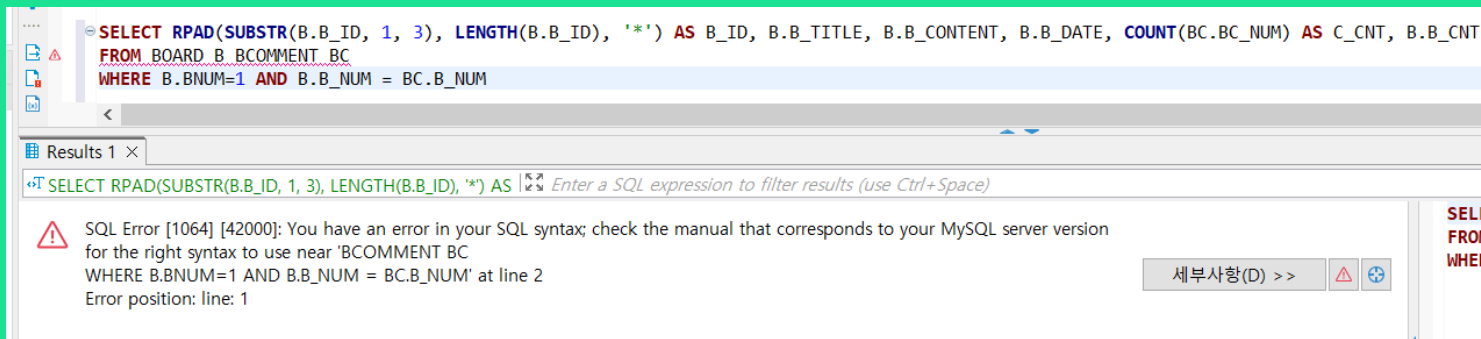 SELECT RPAD(SUBSTR(B.B_ID, 1, 3), LENGTH(B.B_ID), '*') AS B_ID, B.B_TITLE, B.B_CONTENT, B.B_DATE, COUNT(BC.BC_NUM) AS C_CNT, B.B_CNT
FROM BOARD B BCOMMENT BC
WHERE B.BNUM=1 AND B.B_NUM = BC.B_NUM
Results 1
SELECT RPAD(SUBSTR(B.B_ID, 1, 3), LENGTH(B.B_ID), '*') AS Enter a SQL expression to filter results (use Ctrl+Space)
SQL Error [1064] [42000]: You have an error in your SQL syntax; check the manual that corresponds to your MySQL server version
for the right syntax to use near 'BCOMMENT BC
WHERE B.BNUM=1 AND B.B_NUM = BC.B_NUM' at line 2
Error position: line: 1
세부사항(D) >>
SEL
FRO
WHE